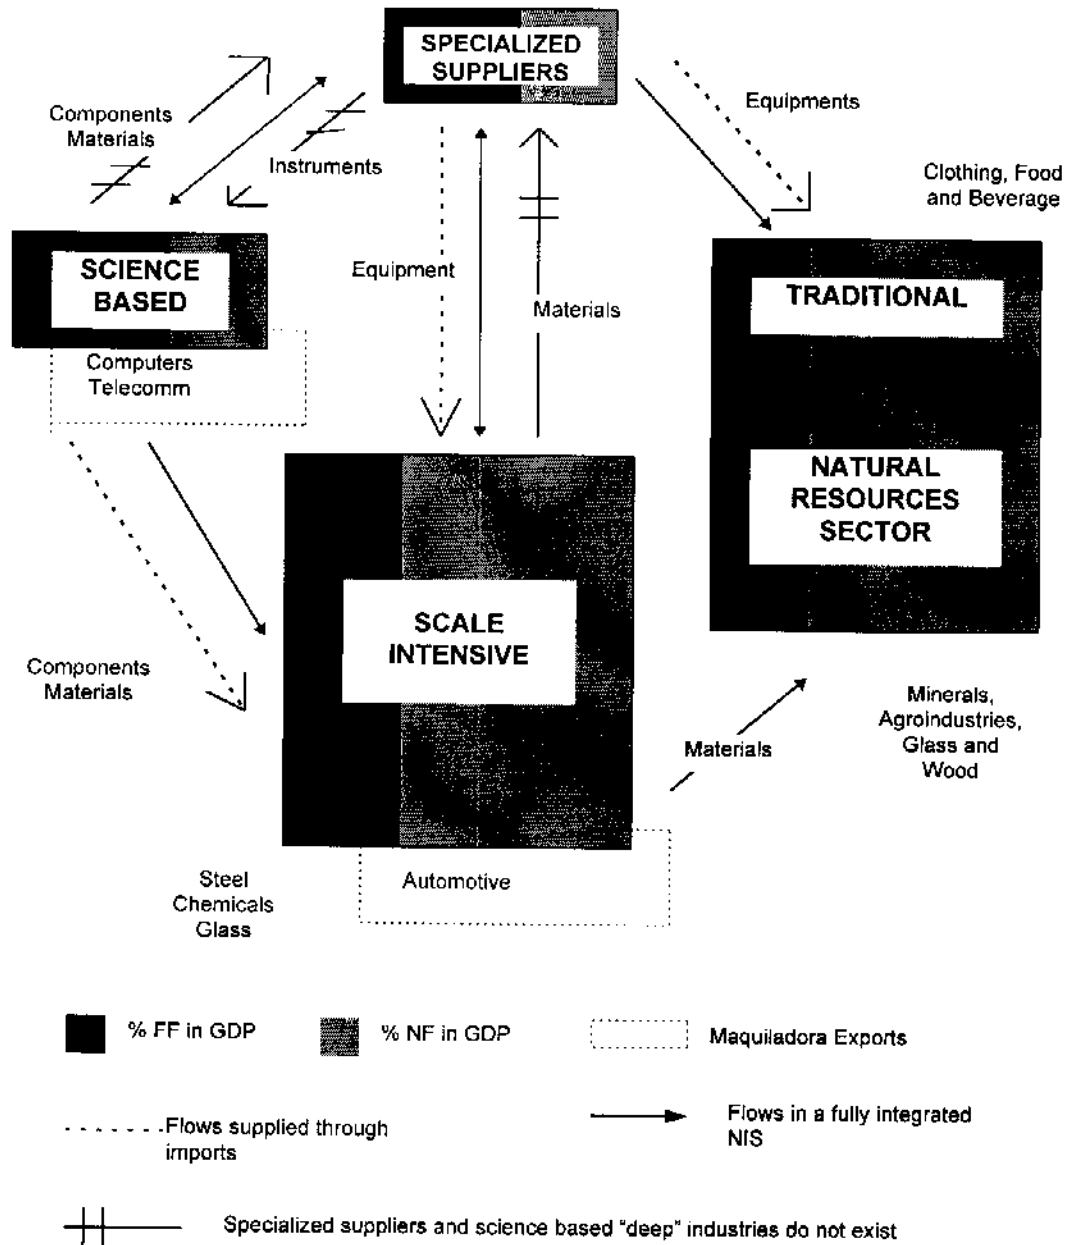 SPECIALIZED
SUPPLIERS
Components
Materials
Instruments
Equipments
Clothing, Food
and Beverage
SCIENCE
BASED
Equipment
Materials
TRADITIONAL
Computers
Telecomm
NATURAL
RESOURCES
SECTOR
SCALE
INTENSIVE
Components
Materials
Minerals,
Agroindustries,
Glass and
Wood
Materials
Steel
Chemicals
Glass
Automotive
% FF in GDP
% NF in GDP
Maquiladora Exports
Flows supplied through
imports
Flows in a fully integrated
NIS
Specialized suppliers and science based "deep" industries do not exist